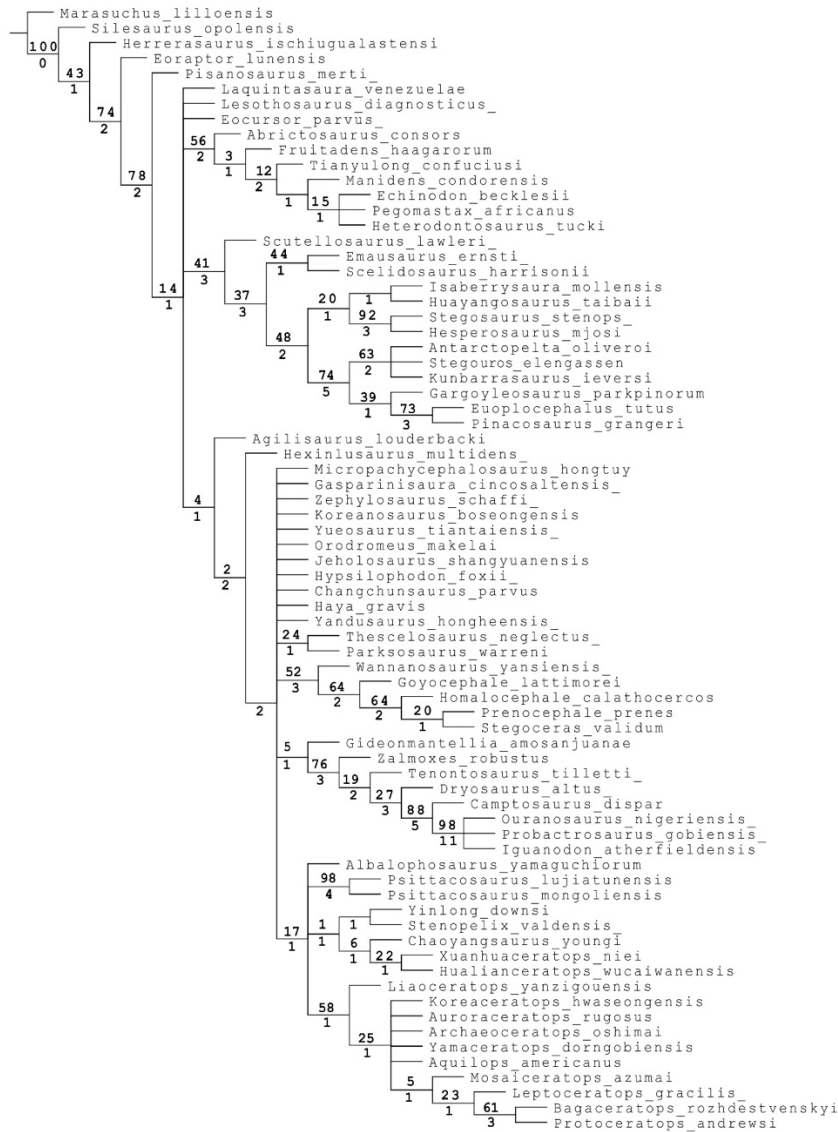 Marasuchus_lilloensis
Silesaurus_opolensis
100
0
Herrerasaurus_ischiugualastensi
43
1
Eoraptor_lunensis
74
2
Pisanosaurus_merti_
78
2
Laquintasaura_venezuelae
Lesothosaurus_diagnosticus_
Eocursor_parvus_
Abrictosaurus_consors
56
2
Fruitadens_haagarorum
3
1
Tianyulong_confuciusi
12
2
Manidens_condorensis
1
Echinodon_becklesii
15
1
Pegomastax_africanus
Heterodontosaurus_tucki
14
1
Scutellosaurus_lawleri_
41
3
Emausaurus_ernsti_
44
1
Scelidosaurus_harrisonii
37
3
Isaberrysaura_mollensis
20
1
1
Huayangosaurus_taibaii
Stegosaurus_stenops_
92
3
Hesperosaurus_mjosi
48
2
Antarctopelta_oliveroi
63
2
Stegouros_elengassen
Kunbarrasaurus_ieversi
74
5
Gargoyleosaurus_parkpinorum
39
1
Euoplocephalus_tutus
73
3
Pinacosaurus_grangeri
Agilisaurus_louderbacki
4
1
Hexinlusaurus_multidens_
2
2
Micropachycephalosaurus_hongtuy
Gasparinisaura_cincosaltensis_
Zephylosaurus_schaffi_
Koreanosaurus_boseongensis
Yueosaurus_tiantaiensis_
Orodromeus_makelai
Jeholosaurus_shangyuanensis
Hypsilophodon_foxii_
Changchunsaurus_parvus
Haya_gravis
Yandusaurus_hongheensis_
2
Thescelosaurus_neglectus_
24
1
Parksosaurus_warreni
Wannanosaurus_yansiensis_
52
3
Goyocephale_lattimorei
64
2
Homalocephale_calathocercos
64
2
Prenocephale_prenes
20
1
Stegoceras_validum
Gideonmantellia_amosanjuanae
5
1
Zalmoxes_robustus
76
3
Tenontosaurus_tilletti_
19
2
Dryosaurus_altus_
27
3
Camptosaurus_dispar
88
5
Ouranosaurus_nigeriensis_
98
11
Probactrosaurus_gobiensis_
Iguanodon_atherfieldensis_
Albalophosaurus_yamaguchiorum
Psittacosaurus_lujiatunensis
98
4
Psittacosaurus_mongoliensis
17
1
Yinlong_downsi
1
1
1
Stenopelix_valdensis_
Chaoyangsaurus_youngi
6
1
Xuanhuaceratops_niei
22
1
Hualianceratops_wucaiwanensis
Liaoceratops_yanzigouensis
58
1
Koreaceratops_hwaseongensis
Auroraceratops_rugosus
Archaeoceratops_oshimai
25
1
Yamaceratops_dorngobiensis
Aquilops_americanus
Mosaiceratops_azumai
5
1
Leptoceratops_gracilis_
23
1
Bagaceratops_rozhdestvenskyi
61
3
Protoceratops_andrewsi